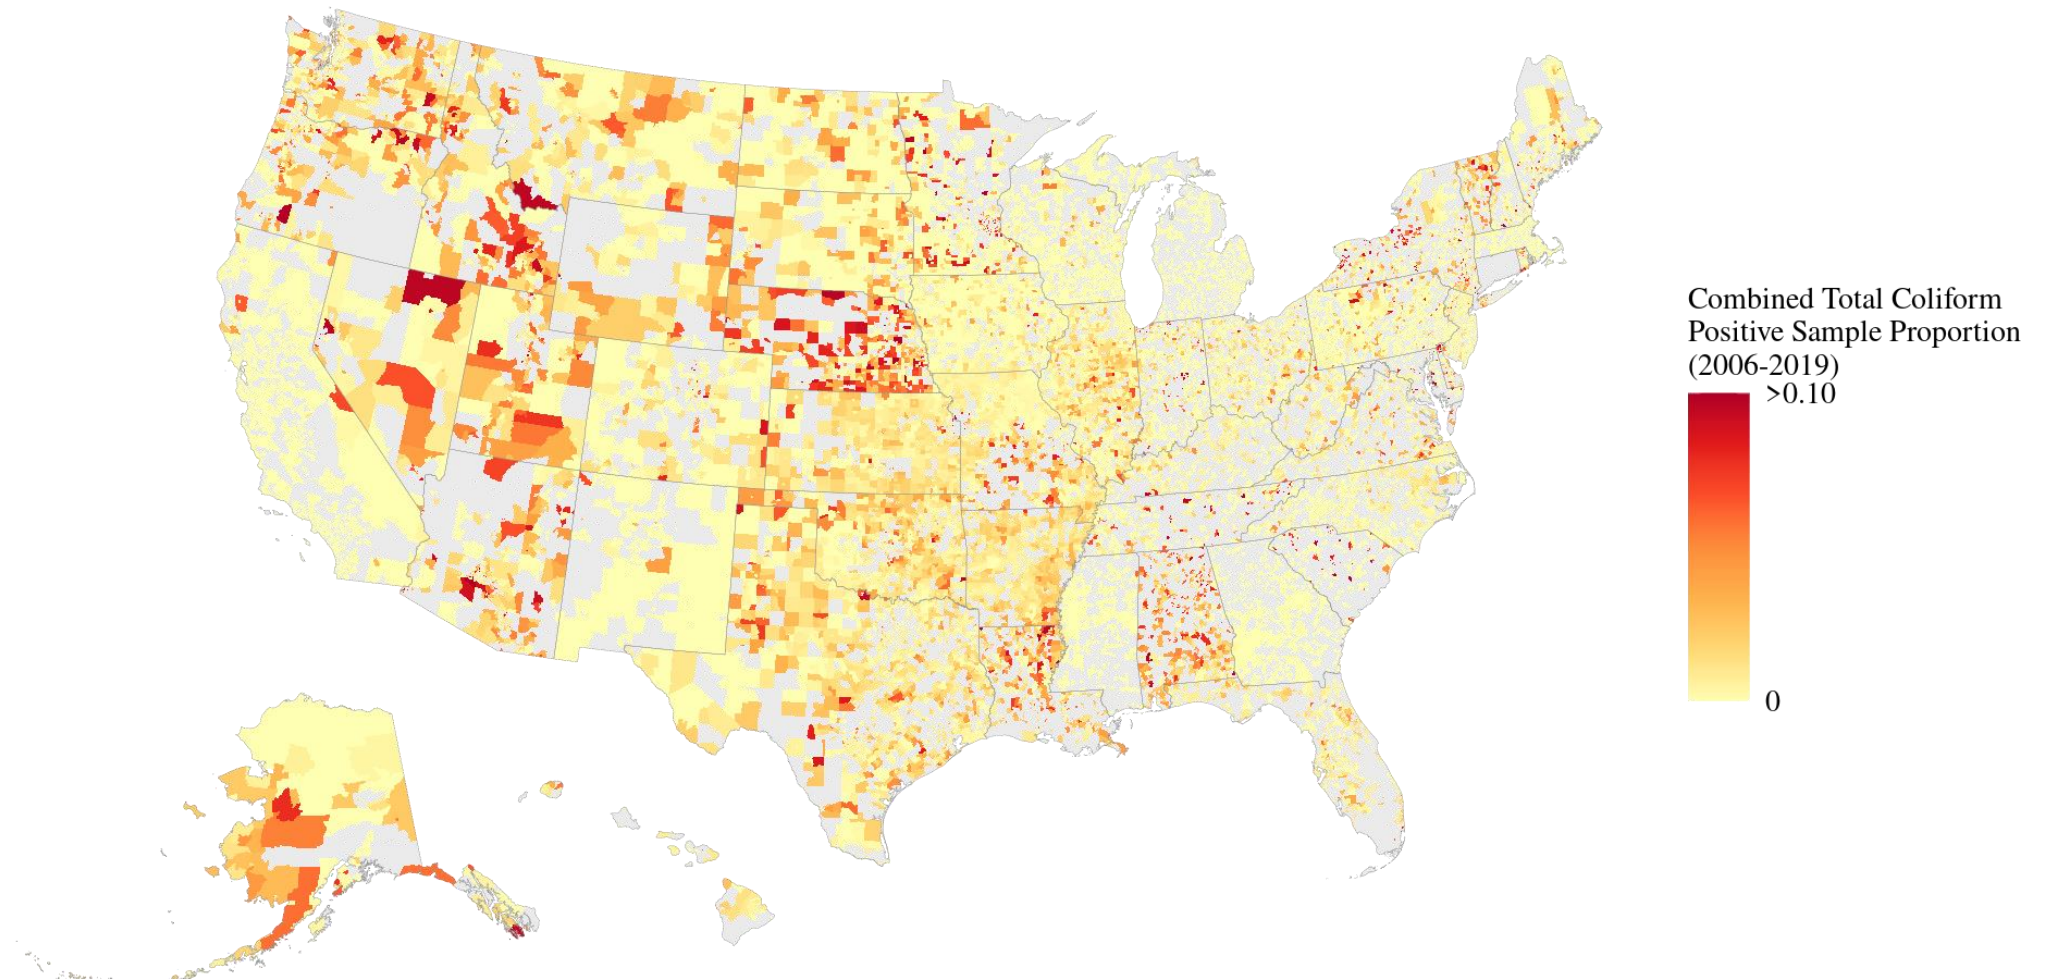 Combined Total Coliform
Positive Sample Proportion
(2006-2019)
>0.10
0